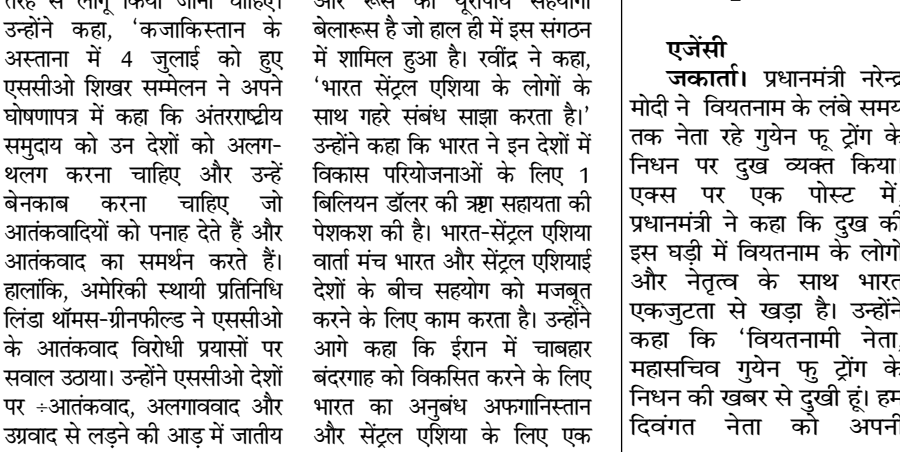 तरह से लागू किया जाना चाहिए।
उन्होंने कहा, ‘कजाकिस्तान के
अस्ताना में 4 जुलाई को हुए
एससीओ शिखर सम्मेलन ने अपने
घोषणापत्र में कहा कि अंतरराष्ट्रीय
समुदाय को उन देशों को अलग-
थलग करना चाहिए और उन्हें
बेनकाब करना चाहिए जो
आतंकवादियों को पनाह देते हैं और
आतंकवाद का समर्थन करते हैं।
हालांकि, अमेरिकी स्थायी प्रतिनिधि
लिंडा थॉमस-ग्रीनफील्ड ने एससीओ
के आतंकवाद विरोधी प्रयासों पर
सवाल उठाया। उन्होंने एससीओ देशों
पर ÷आतंकवाद, अलगाववाद और
उग्रवाद से लड़ने की आड़ में जातीय
और रूस का यूरोपीय सहयोगी
बेलारूस है जो हाल ही में इस संगठन
में शामिल हुआ है। रवींद्र ने कहा,
‘भारत सेंट्रल एशिया के लोगों के
साथ गहरे संबंध साझा करता है।’
उन्होंने कहा कि भारत ने इन देशों में
विकास परियोजनाओं के लिए 1
बिलियन डॉलर की सहायता की
पेशकश की है। भारत-सेंट्रल एशिया
वार्ता मंच भारत और सेंट्रल एशियाई
देशों के बीच सहयोग को मजबूत
करने के लिए काम करता है। उन्होंने
आगे कहा कि ईरान में चाबहार
बंदरगाह को विकसित करने के लिए
भारत का अनुबंध अफगानिस्तान
और सेंट्रल एशिया के लिए एक
एजेंसी
जकार्ता। प्रधानमंत्री नरेन्द्र
मोदी ने वियतनाम के लंबे समय
तक नेता रहे गुयेन फू ट्रोंग के
निधन पर दुख व्यक्त किया।
एक्स पर एक पोस्ट में,
प्रधानमंत्री ने कहा कि दुख की
इस घड़ी में वियतनाम के लोगों
और नेतृत्व के साथ भारत
एकजुटता से खड़ा है। उन्होंने
कहा कि ‘वियतनामी नेता,
महासचिव गुयेन फु ट्रोंग के
निधन की खबर से दुखी हूं। हम
दिवंगत नेता को अपनी